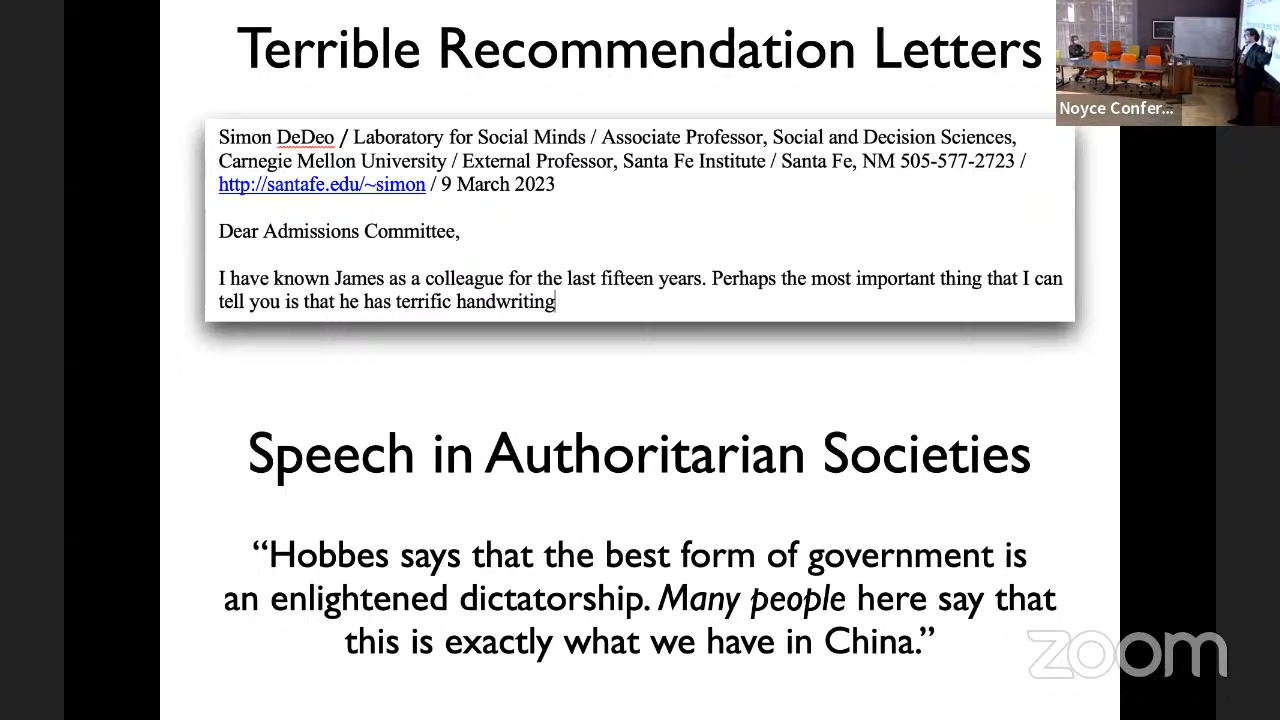 Terrible Recommendation Letters
Noyce Confer...
Simon DeDeo / Laboratory for Social Minds / Associate Professor, Social and Decision Sciences,
Carnegie Mellon University / External Professor, Santa Fe Institute / Santa Fe, NM 505-577-2723 /
http://santafe.edu/~simon / 9 March 2023
Dear Admissions Committee,
I have known James as a colleague for the last fifteen years. Perhaps the most important thing that I can
tell you is that he has terrific handwriting
Speech in Authoritarian Societies
“Hobbes says that the best form of government is
an enlightened dictatorship. Many people here say that
this is exactly what we have in China.”
zoom